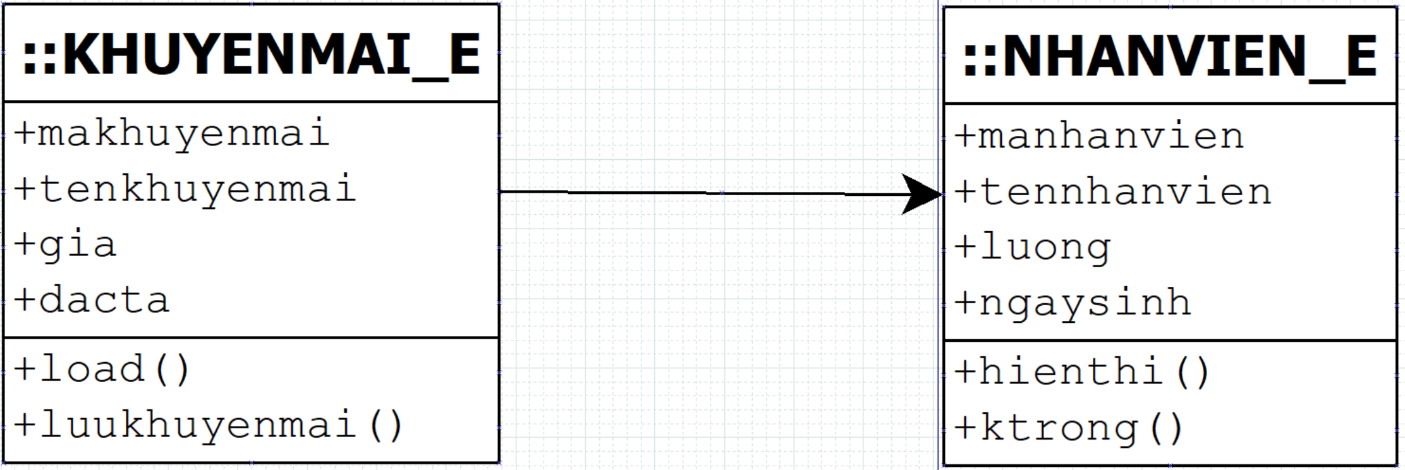 ::KHUYENMAI_E
+makhuyenmai
+tenkhuyenmai
+gia
+dacta
+load()
+luukhuyenmai()
::NHANVIEN_E
+manhanvien
+tennhanvien
+luong
+ngaysinh
+hienthi()
+ktrong()